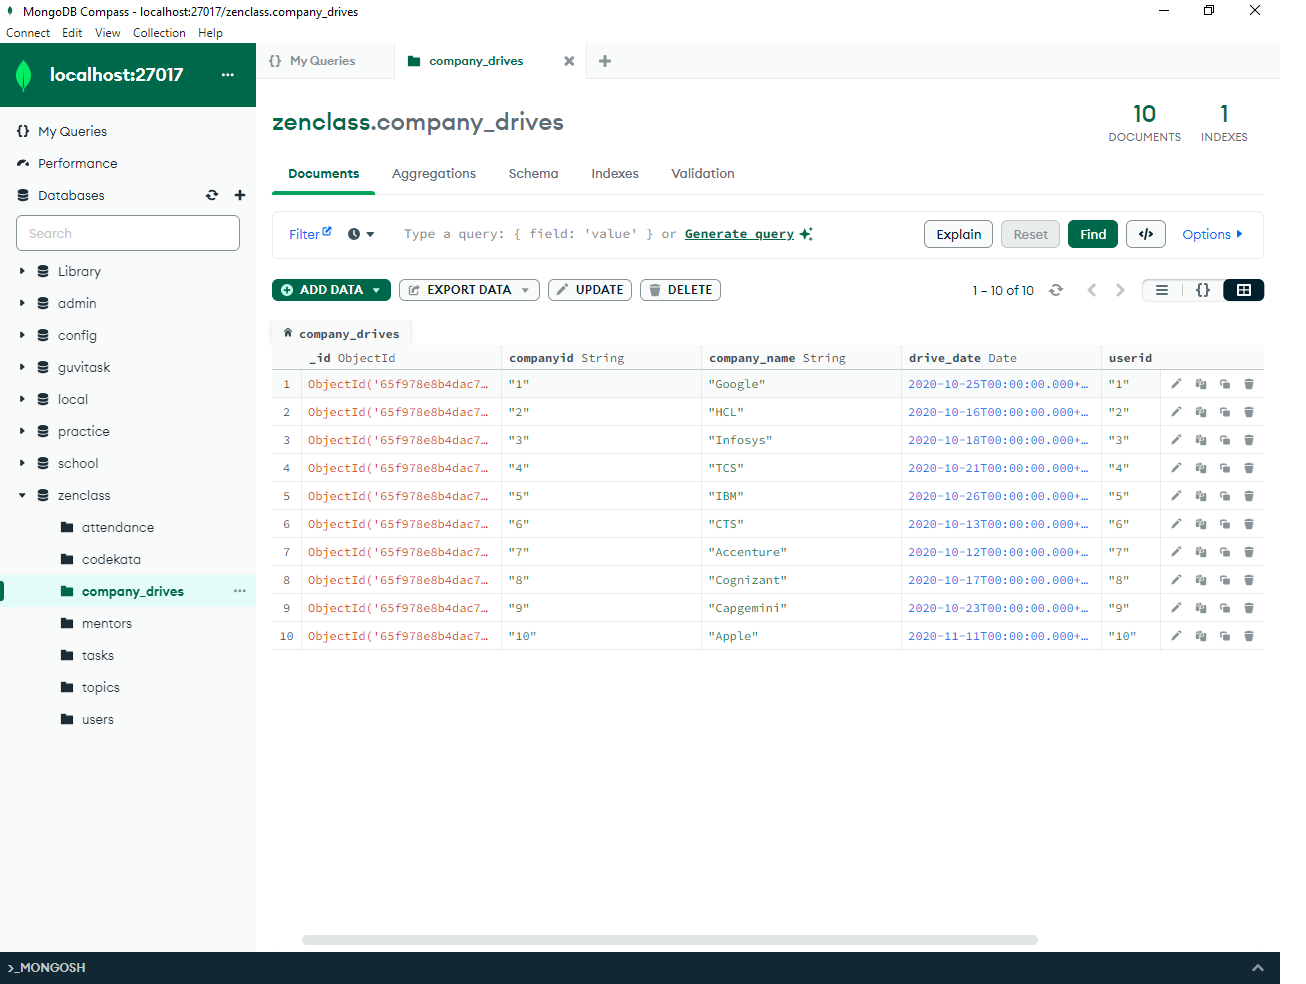 MongoDB Compass - localhost:27017/zenclass.company_drives
Connect Edit View Collection Help
localhost:27017 ...
{} My Queries
company_drives
My Queries
Performance
Databases
Search
Library
admin
config
guvitask
local
practice
school
zenclass
attendance
codekata
company_drives ...
mentors
tasks
topics
users
zenclass.company_drives
10 DOCUMENTS
1 INDEXES
Documents Aggregations Schema Indexes Validation
Filter Type a query: { field: 'value' } or Generate query Explain Reset Find </> Options
ADD DATA EXPORT DATA UPDATE DELETE 1 – 10 of 10 {}
company_drives
_id ObjectId companyid String company_name String drive_date Date userid
1 ObjectId('65f978e8b4dac7… "1" "Google" 2020-10-25T00:00:00.000+… "1"
2 ObjectId('65f978e8b4dac7… "2" "HCL" 2020-10-16T00:00:00.000+… "2"
3 ObjectId('65f978e8b4dac7… "3" "Infosys" 2020-10-18T00:00:00.000+… "3"
4 ObjectId('65f978e8b4dac7… "4" "TCS" 2020-10-21T00:00:00.000+… "4"
5 ObjectId('65f978e8b4dac7… "5" "IBM" 2020-10-26T00:00:00.000+… "5"
6 ObjectId('65f978e8b4dac7… "6" "CTS" 2020-10-13T00:00:00.000+… "6"
7 ObjectId('65f978e8b4dac7… "7" "Accenture" 2020-10-12T00:00:00.000+… "7"
8 ObjectId('65f978e8b4dac7… "8" "Cognizant" 2020-10-17T00:00:00.000+… "8"
9 ObjectId('65f978e8b4dac7… "9" "Capgemini" 2020-10-23T00:00:00.000+… "9"
10 ObjectId('65f978e8b4dac7… "10" "Apple" 2020-11-11T00:00:00.000+… "10"
>_MONGOSH